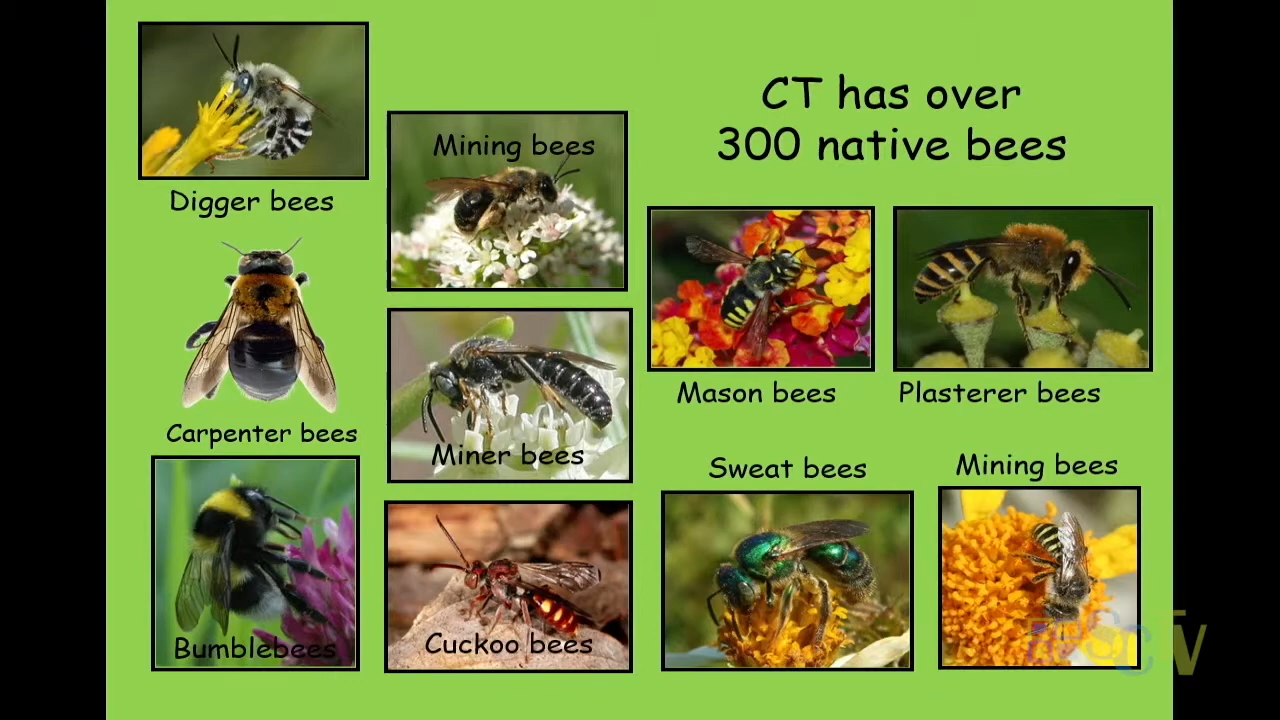 CT has over
300 native bees
Digger bees
Mining bees
Carpenter bees
Miner bees
Mason bees
Plasterer bees
Sweat bees
Mining bees
Bumblebees
Cuckoo bees